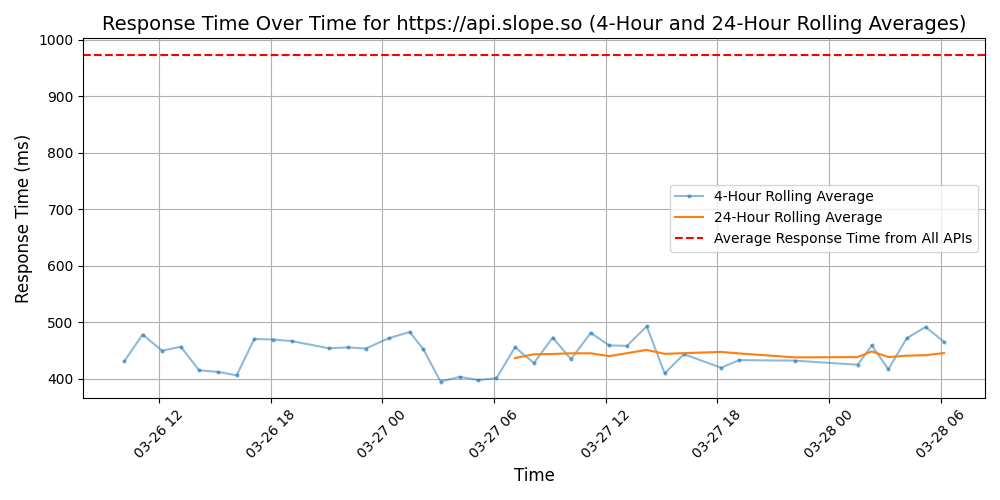 Response Time Over Time for https://api.slope.so (4-Hour and 24-Hour Rolling Averages)
Response Time (ms)
1000
900
800
700
600
500
400
4-Hour Rolling Average
24-Hour Rolling Average
Average Response Time from All APIs
03-26 12
03-26 18
03-27 00
03-27 06
03-27 12
03-27 18
03-28 00
03-28 06
Time